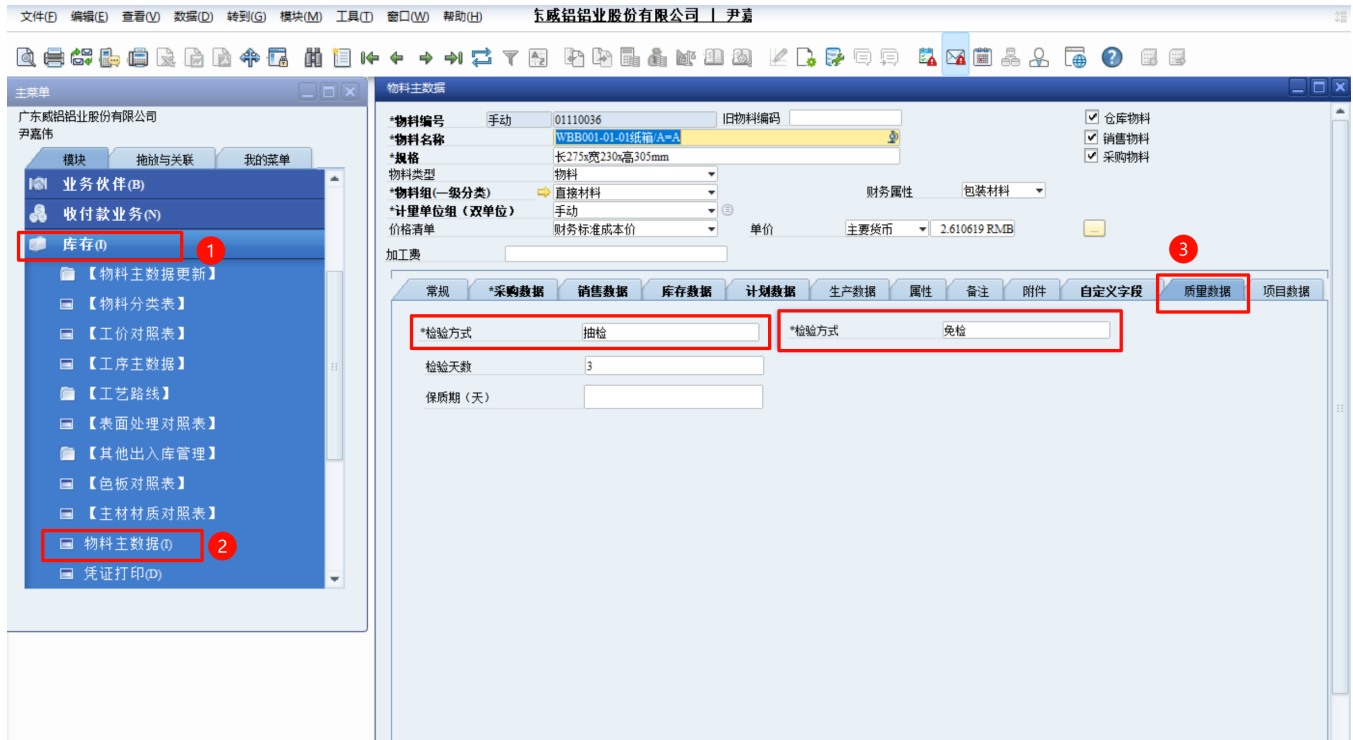 文件(F) 编辑(E) 查看(V) 数据(D) 转到(G) 模块(M) 工具(T) 窗口(W) 帮助(H) 东威铝铝业股份有限公司 | 尹嘉
主菜单
广东威铝铝业股份有限公司
尹嘉伟
模块 拖放与关联 我的菜单
业务伙伴(B)
收付款业务(N)
库存(I)
1
【物料主数据更新】
【物料分类表】
【工价对照表】
【工序主数据】
【工艺路线】
【表面处理对照表】
【其他出入库管理】
【色板对照表】
【主材材质对照表】
物料主数据(I)
2
凭证打印(D)
物料主数据
*物料编号 手动 01110036 旧物料编码 仓库物料
*物料名称 WBB001-01-01纸箱/A=A 销售物料
*规格 长275x宽230x高305mm 采购物料
物料类型 物料
*物料组(一级分类) 直接材料 财务属性 包装材料
*计量单位组（双单位） 手动
价格清单 财务标准成本价 单价 主要货币 2.610619 RMB ...
加工费
3
常规 *采购数据 销售数据 库存数据 计划数据 生产数据 属性 备注 附件 自定义字段 质量数据 项目数据
*检验方式 抽检 *检验方式 免检
检验天数 3
保质期（天）